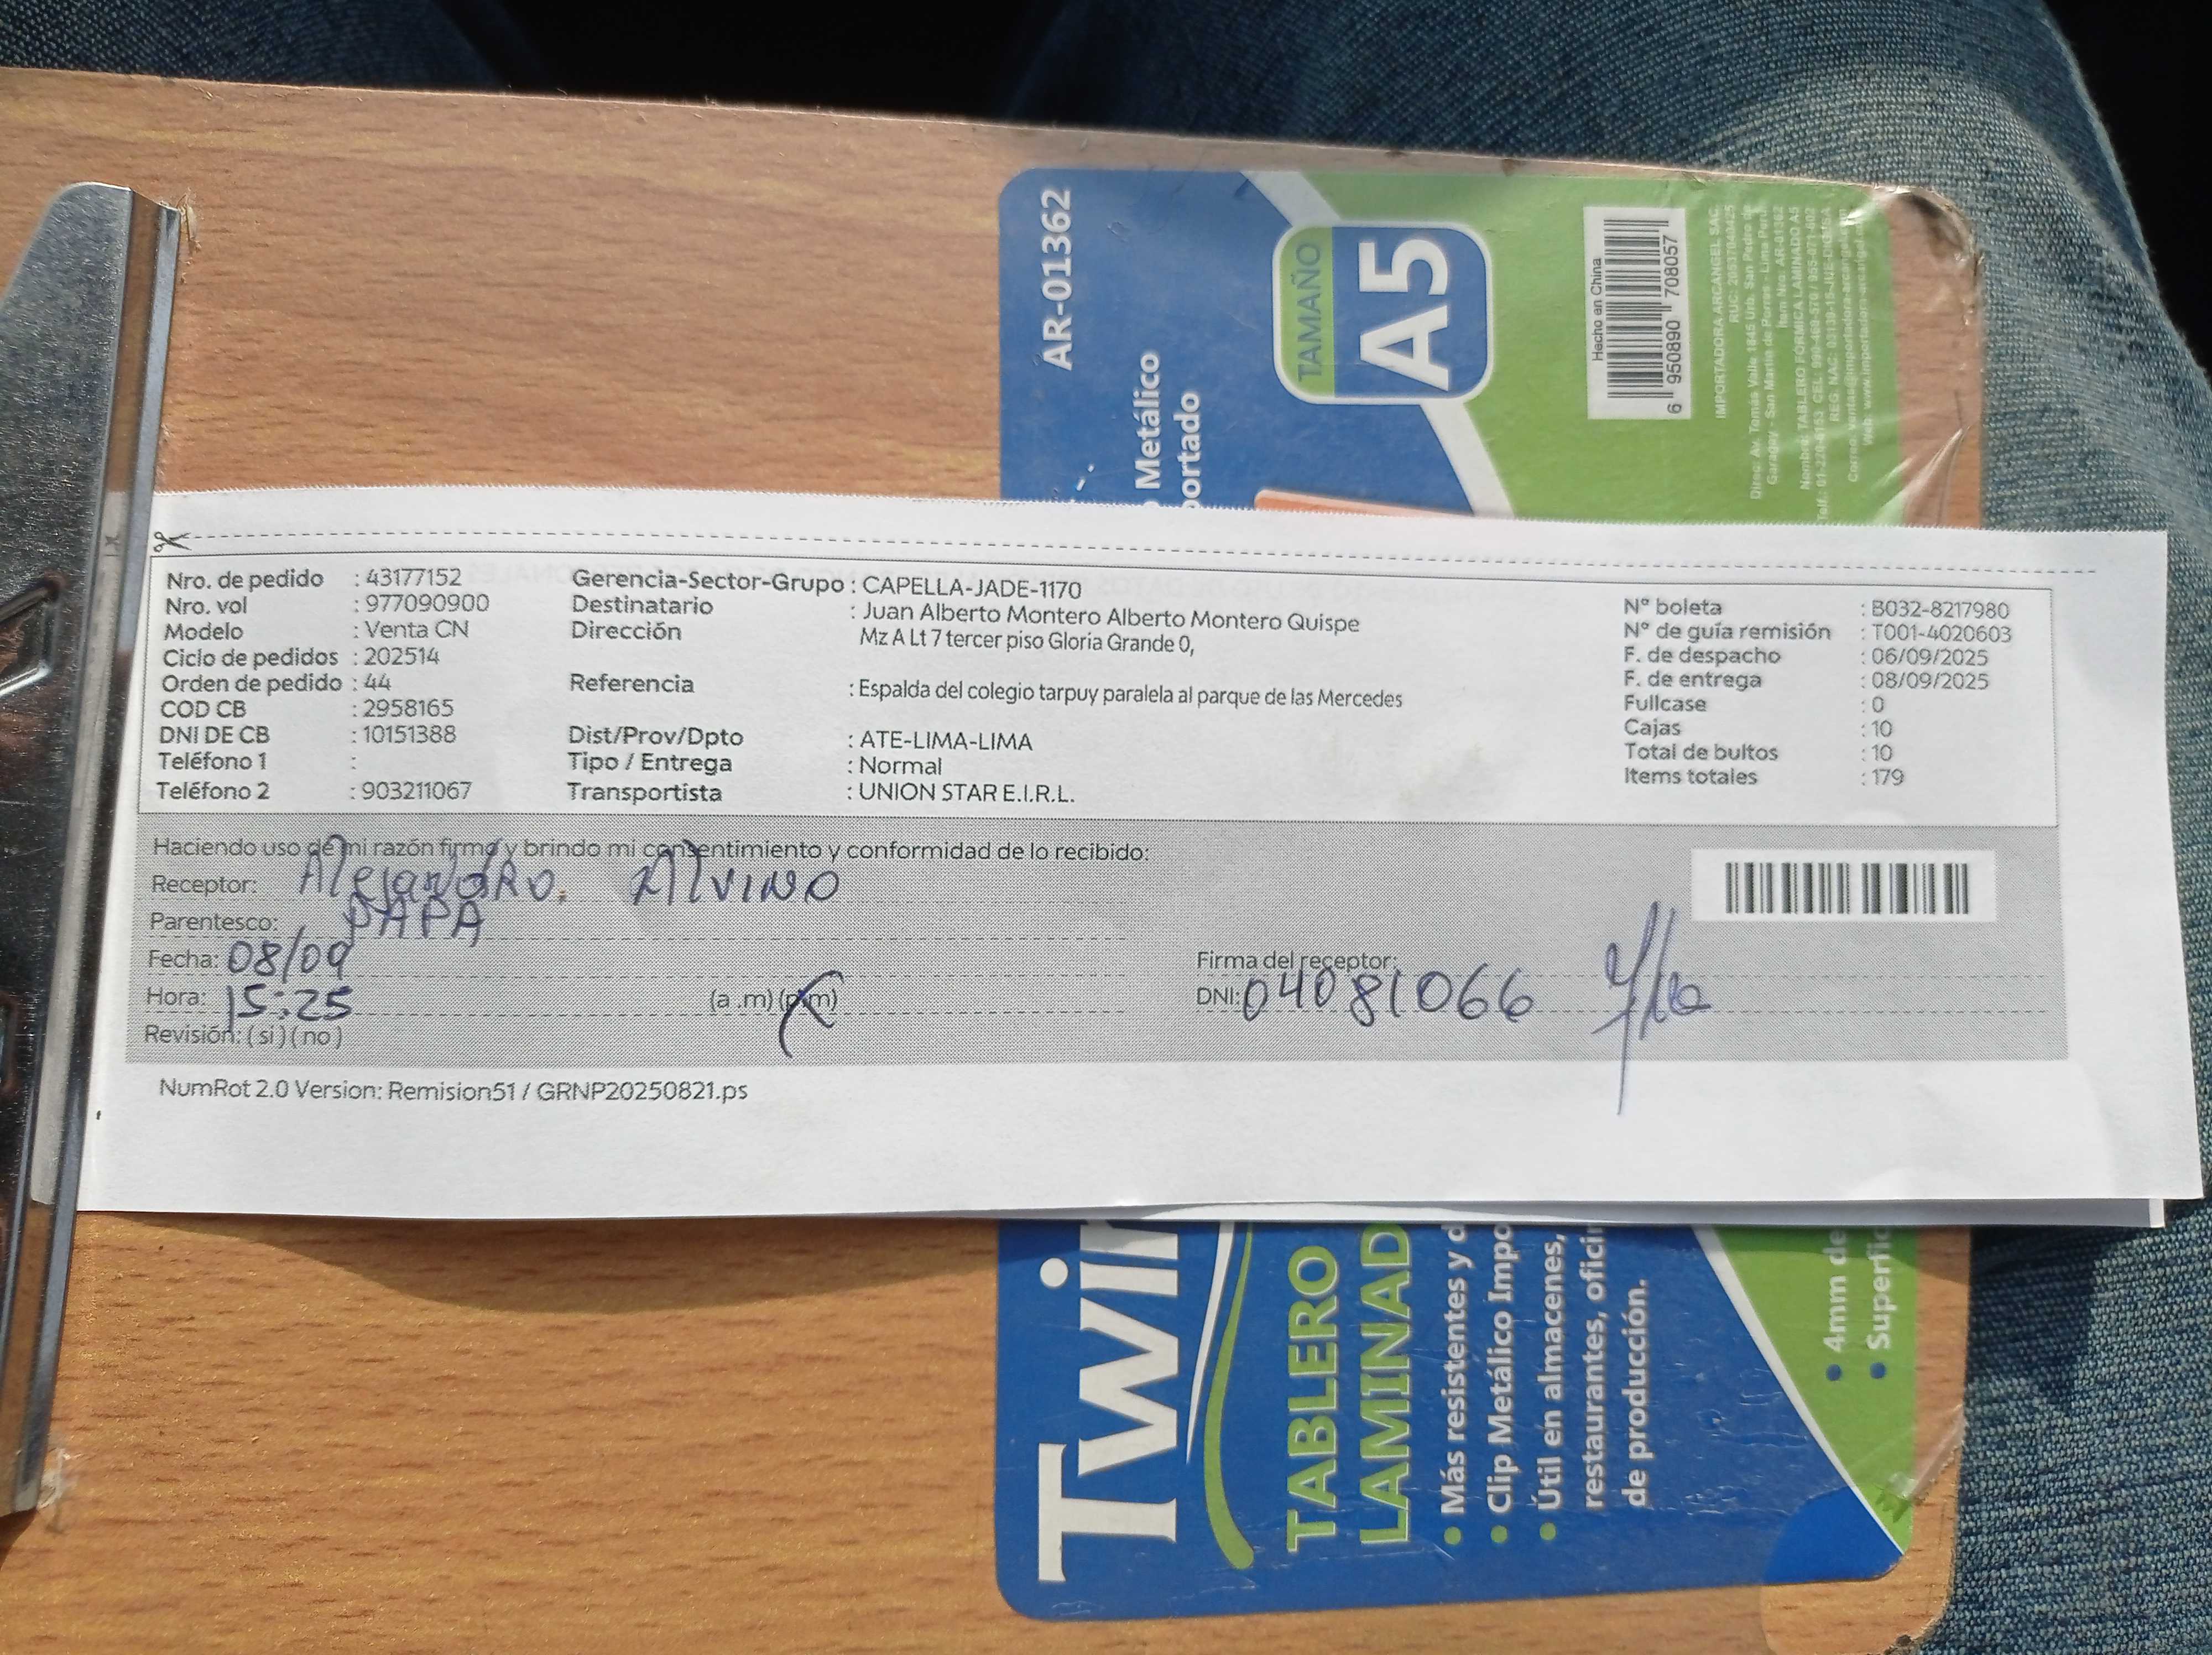 AR-01362
Metálico
portado
TAMAÑO
A5
Hecho en China
6 950890 708057
IMPORTADORA ARCANGEL SAC.
Nro. de pedido : 43177152
Nro. vol : 977090900
Modelo : Venta CN
Ciclo de pedidos : 202514
Orden de pedido : 44
COD CB : 2958165
DNI DE CB : 10151388
Teléfono 1 :
Teléfono 2 : 903211067
Gerencia-Sector-Grupo : CAPELLA-JADE-1170
Destinatario : Juan Alberto Montero Alberto Montero Quispe
Dirección Mz A Lt 7 tercer piso Gloria Grande 0,
Referencia : Espalda del colegio tarpuy paralela al parque de las Mercedes
Dist/Prov/Dpto : ATE-LIMA-LIMA
Tipo / Entrega : Normal
Transportista : UNION STAR E.I.R.L.
N° boleta : B032-8217980
N° de guía remisión : T001-4020603
F. de despacho : 06/09/2025
F. de entrega : 08/09/2025
Fullcase : 0
Cajas : 10
Total de bultos : 10
Items totales : 179
Haciendo uso de mi razón firmo y brindo mi consentimiento y conformidad de lo recibido:
Receptor: Alejandro. Alvino
Parentesco: PAPA
Fecha: 08/09
Hora: 15:25 (a .m) (p.m)
Revisión: ( si ) ( no )
Firma del receptor:
DNI: 04081066
NumRot 2.0 Version: Remision51 / GRNP20250821.ps
Twin
TABLERO
LAMINAD
• Más resistentes y d
• Clip Metálico Impo
• Útil en almacenes,
restaurantes, ofici
de producción.
• 4mm de
• Superfic